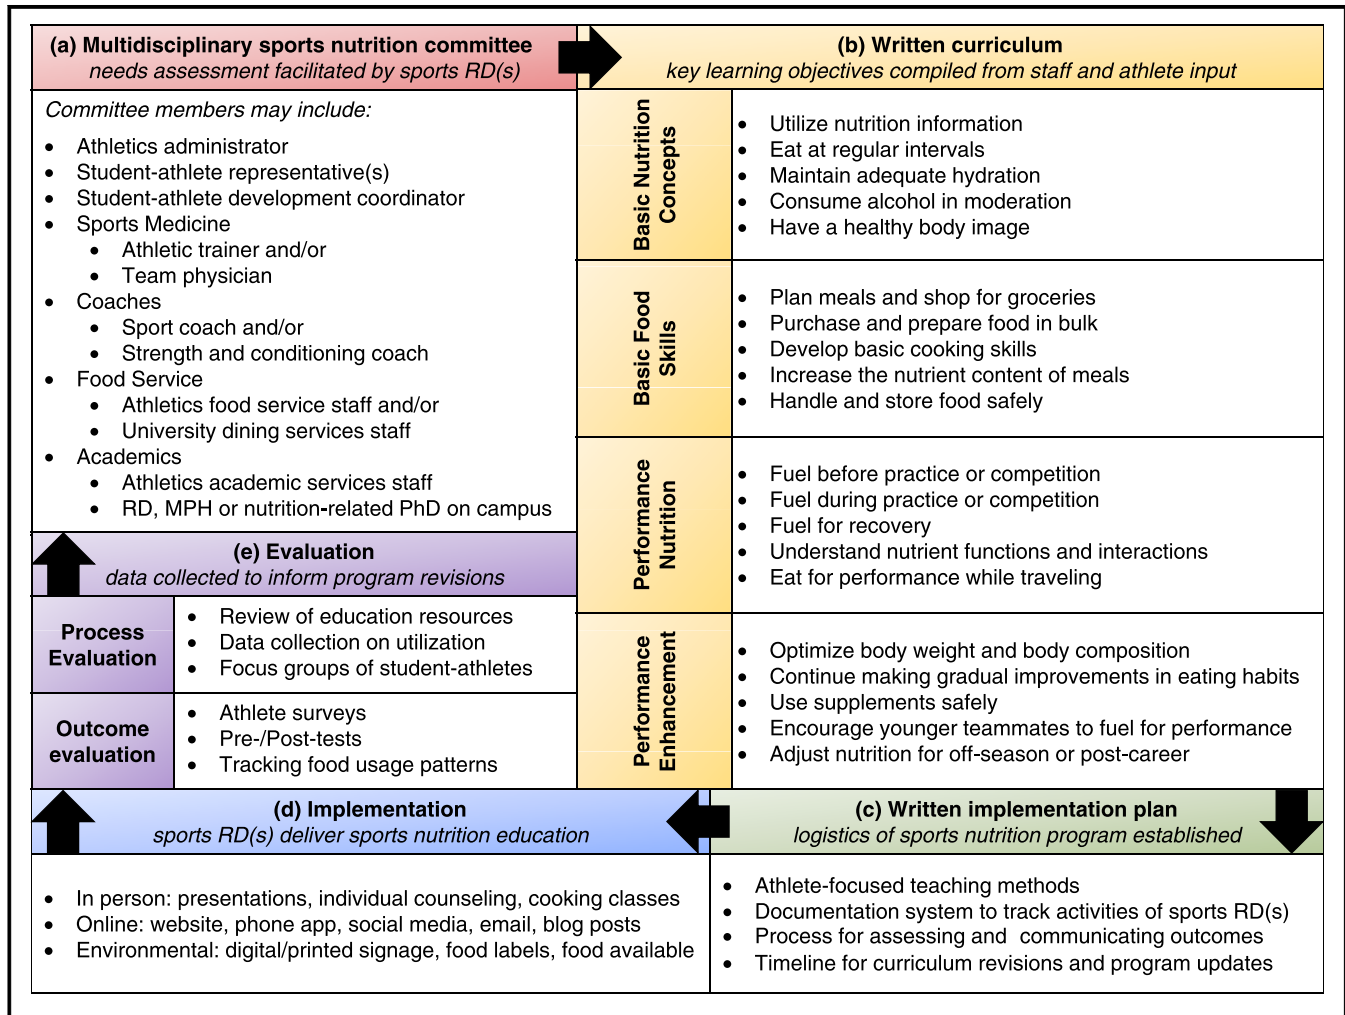 (a) Multidisciplinary sports nutrition committee
needs assessment facilitated by sports RD(s)
Committee members may include:
• Athletics administrator
• Student-athlete representative(s)
• Student-athlete development coordinator
• Sports Medicine
• Athletic trainer and/or
• Team physician
• Coaches
• Sport coach and/or
• Strength and conditioning coach
• Food Service
• Athletics food service staff and/or
• University dining services staff
• Academics
• Athletics academic services staff
• RD, MPH or nutrition-related PhD on campus
(b) Written curriculum
key learning objectives compiled from staff and athlete input
Basic Nutrition
Concepts
• Utilize nutrition information
• Eat at regular intervals
• Maintain adequate hydration
• Consume alcohol in moderation
• Have a healthy body image
Basic Food
Skills
• Plan meals and shop for groceries
• Purchase and prepare food in bulk
• Develop basic cooking skills
• Increase the nutrient content of meals
• Handle and store food safely
Performance
Nutrition
• Fuel before practice or competition
• Fuel during practice or competition
• Fuel for recovery
• Understand nutrient functions and interactions
• Eat for performance while traveling
Performance
Enhancement
• Optimize body weight and body composition
• Continue making gradual improvements in eating habits
• Use supplements safely
• Encourage younger teammates to fuel for performance
• Adjust nutrition for off-season or post-career
(c) Written implementation plan
logistics of sports nutrition program established
• Athlete-focused teaching methods
• Documentation system to track activities of sports RD(s)
• Process for assessing and communicating outcomes
• Timeline for curriculum revisions and program updates
(d) Implementation
sports RD(s) deliver sports nutrition education
• In person: presentations, individual counseling, cooking classes
• Online: website, phone app, social media, email, blog posts
• Environmental: digital/printed signage, food labels, food available
(e) Evaluation
data collected to inform program revisions
Process
Evaluation
• Review of education resources
• Data collection on utilization
• Focus groups of student-athletes
Outcome
evaluation
• Athlete surveys
• Pre-/Post-tests
• Tracking food usage patterns